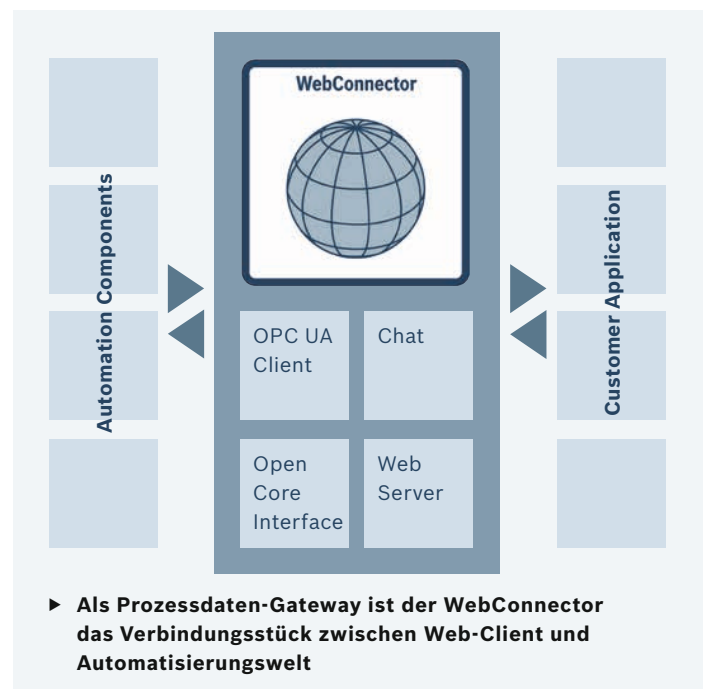 WebConnector
Automation Components
OPC UA
Client
Chat
Open
Core
Interface
Web
Server
Customer Application
► Als Prozessdaten-Gateway ist der WebConnector
das Verbindungsstück zwischen Web-Client und
Automatisierungswelt